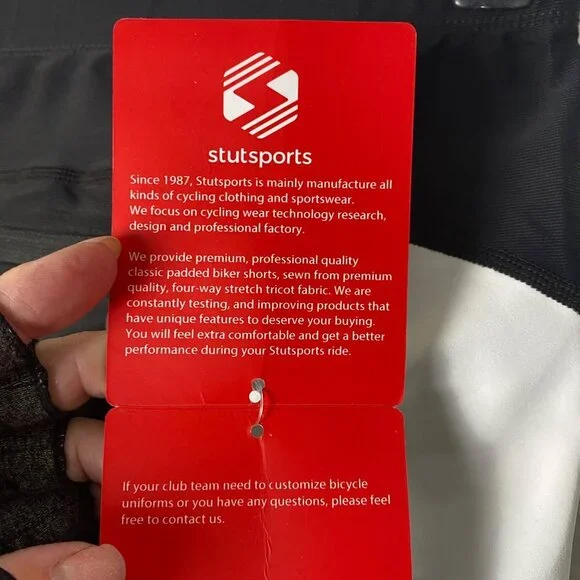 stutsports
Since 1987, Stutsports is mainly manufacture all
kinds of cycling clothing and sportswear.
We focus on cycling wear technology research,
design and professional factory.
We provide premium, professional quality
classic padded biker shorts, sewn from premium
quality, four-way stretch tricot fabric. We are
constantly testing, and improving products that
have unique features to deserve your buying.
You will feel extra comfortable and get a better
performance during your Stutsports ride.
If your club team need to customize bicycle
uniforms or you have any questions, please feel
free to contact us.